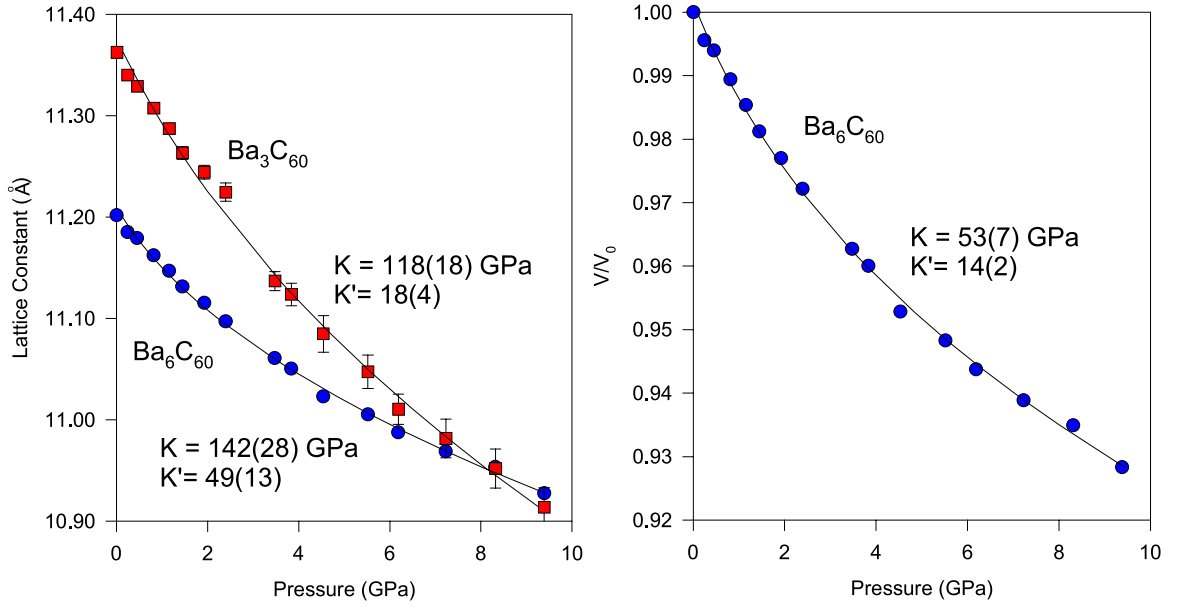 11.40
11.30
11.20
11.10
11.00
10.90
Lattice Constant (Å)
Ba₃C₆₀
K = 118(18) GPa
K'= 18(4)
Ba₆C₆₀
K = 142(28) GPa
K'= 49(13)
0 2 4 6 8 10
Pressure (GPa)
1.00
0.99
0.98
0.97
0.96
0.95
0.94
0.93
0.92
V/V₀
Ba₆C₆₀
K = 53(7) GPa
K'= 14(2)
0 2 4 6 8 10
Pressure (GPa)